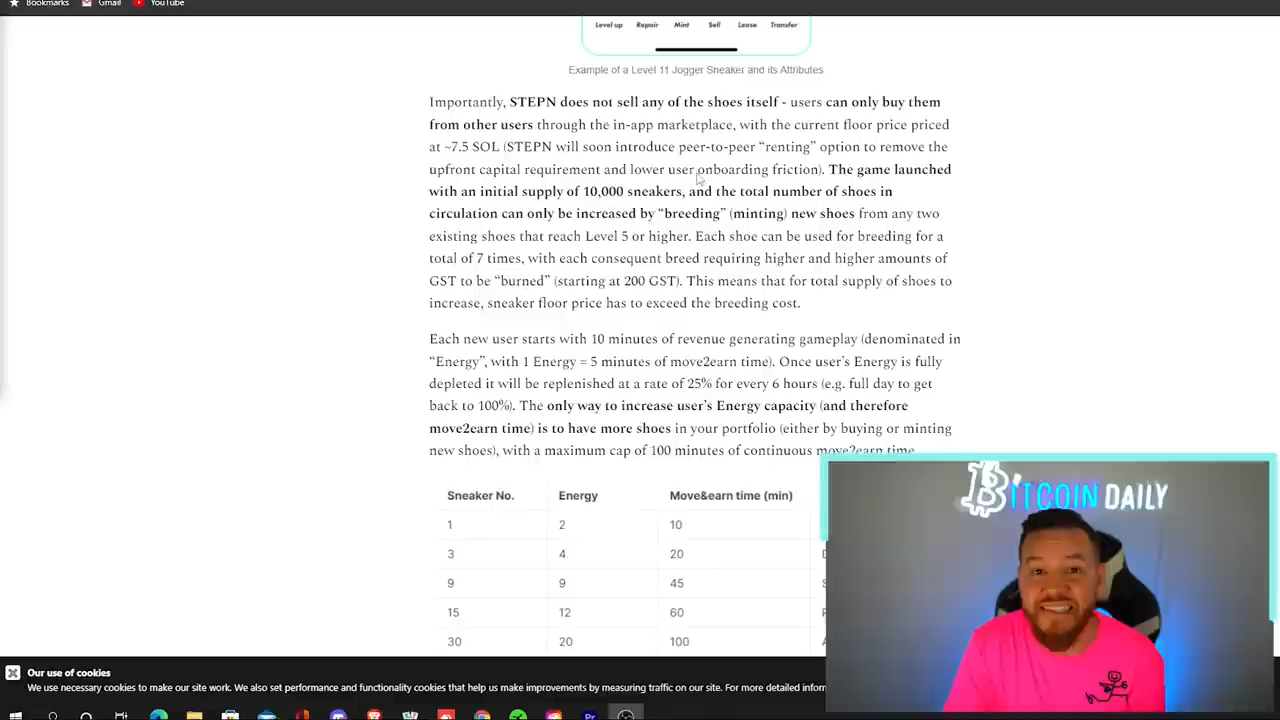 Bookmarks Gmail YouTube
Level up Repair Mint Sell Lease Transfer
Example of a Level 11 Jogger Sneaker and its Attributes
Importantly, STEPN does not sell any of the shoes itself - users can only buy them
from other users through the in-app marketplace, with the current floor price priced
at ~7.5 SOL (STEPN will soon introduce peer-to-peer “renting” option to remove the
upfront capital requirement and lower user onboarding friction). The game launched
with an initial supply of 10,000 sneakers, and the total number of shoes in
circulation can only be increased by “breeding” (minting) new shoes from any two
existing shoes that reach Level 5 or higher. Each shoe can be used for breeding for a
total of 7 times, with each consequent breed requiring higher and higher amounts of
GST to be “burned” (starting at 200 GST). This means that for total supply of shoes to
increase, sneaker floor price has to exceed the breeding cost.
Each new user starts with 10 minutes of revenue generating gameplay (denominated in
“Energy”, with 1 Energy = 5 minutes of move2earn time). Once user’s Energy is fully
depleted it will be replenished at a rate of 25% for every 6 hours (e.g. full day to get
back to 100%). The only way to increase user’s Energy capacity (and therefore
move2earn time) is to have more shoes in your portfolio (either by buying or minting
new shoes), with a maximum cap of 100 minutes of continuous move2earn time
Sneaker No. Energy Move&earn time (min)
1 2 10
3 4 20
9 9 45
15 12 60
30 20 100
BITCOIN DAILY
Our use of cookies
We use necessary cookies to make our site work. We also set performance and functionality cookies that help us make improvements by measuring traffic on our site. For more detailed